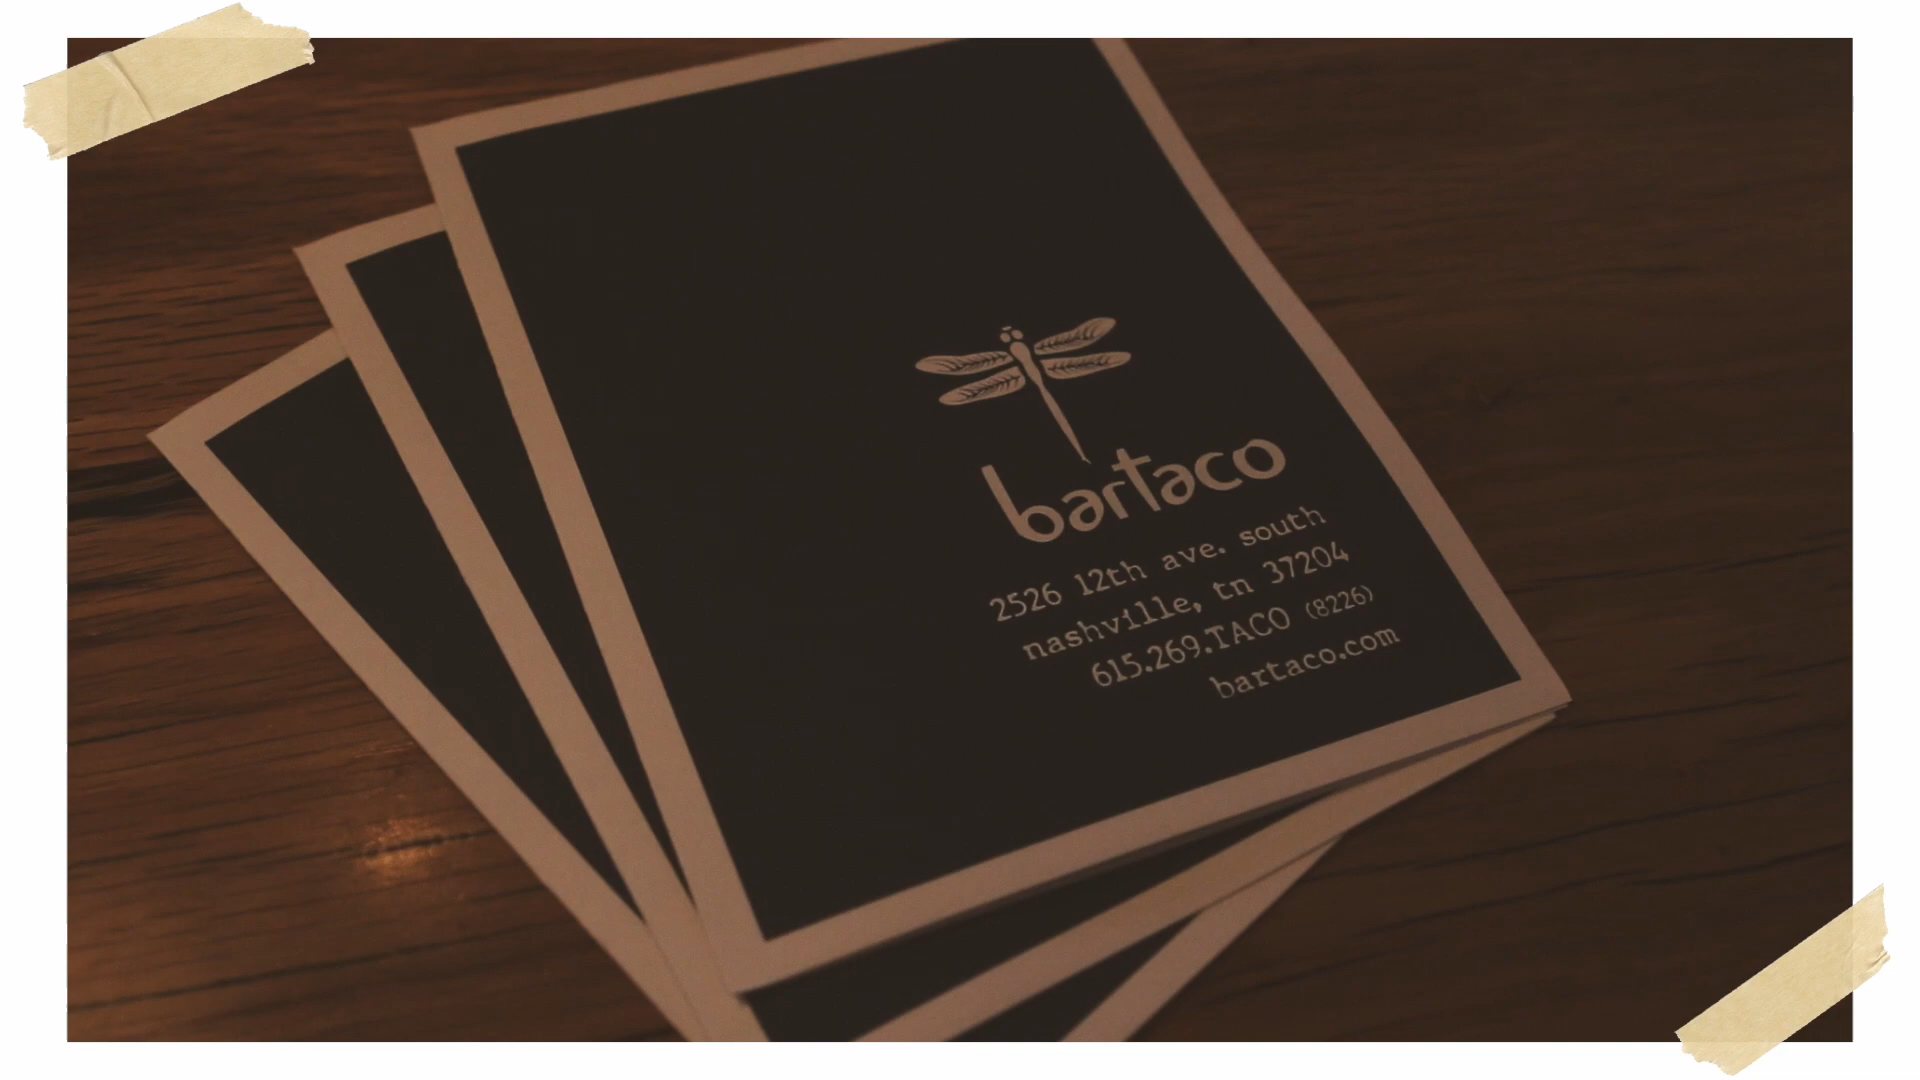 bartaco
2526 12th ave. south
nashville, tn 37204
615.269.TACO (8226)
bartaco.com